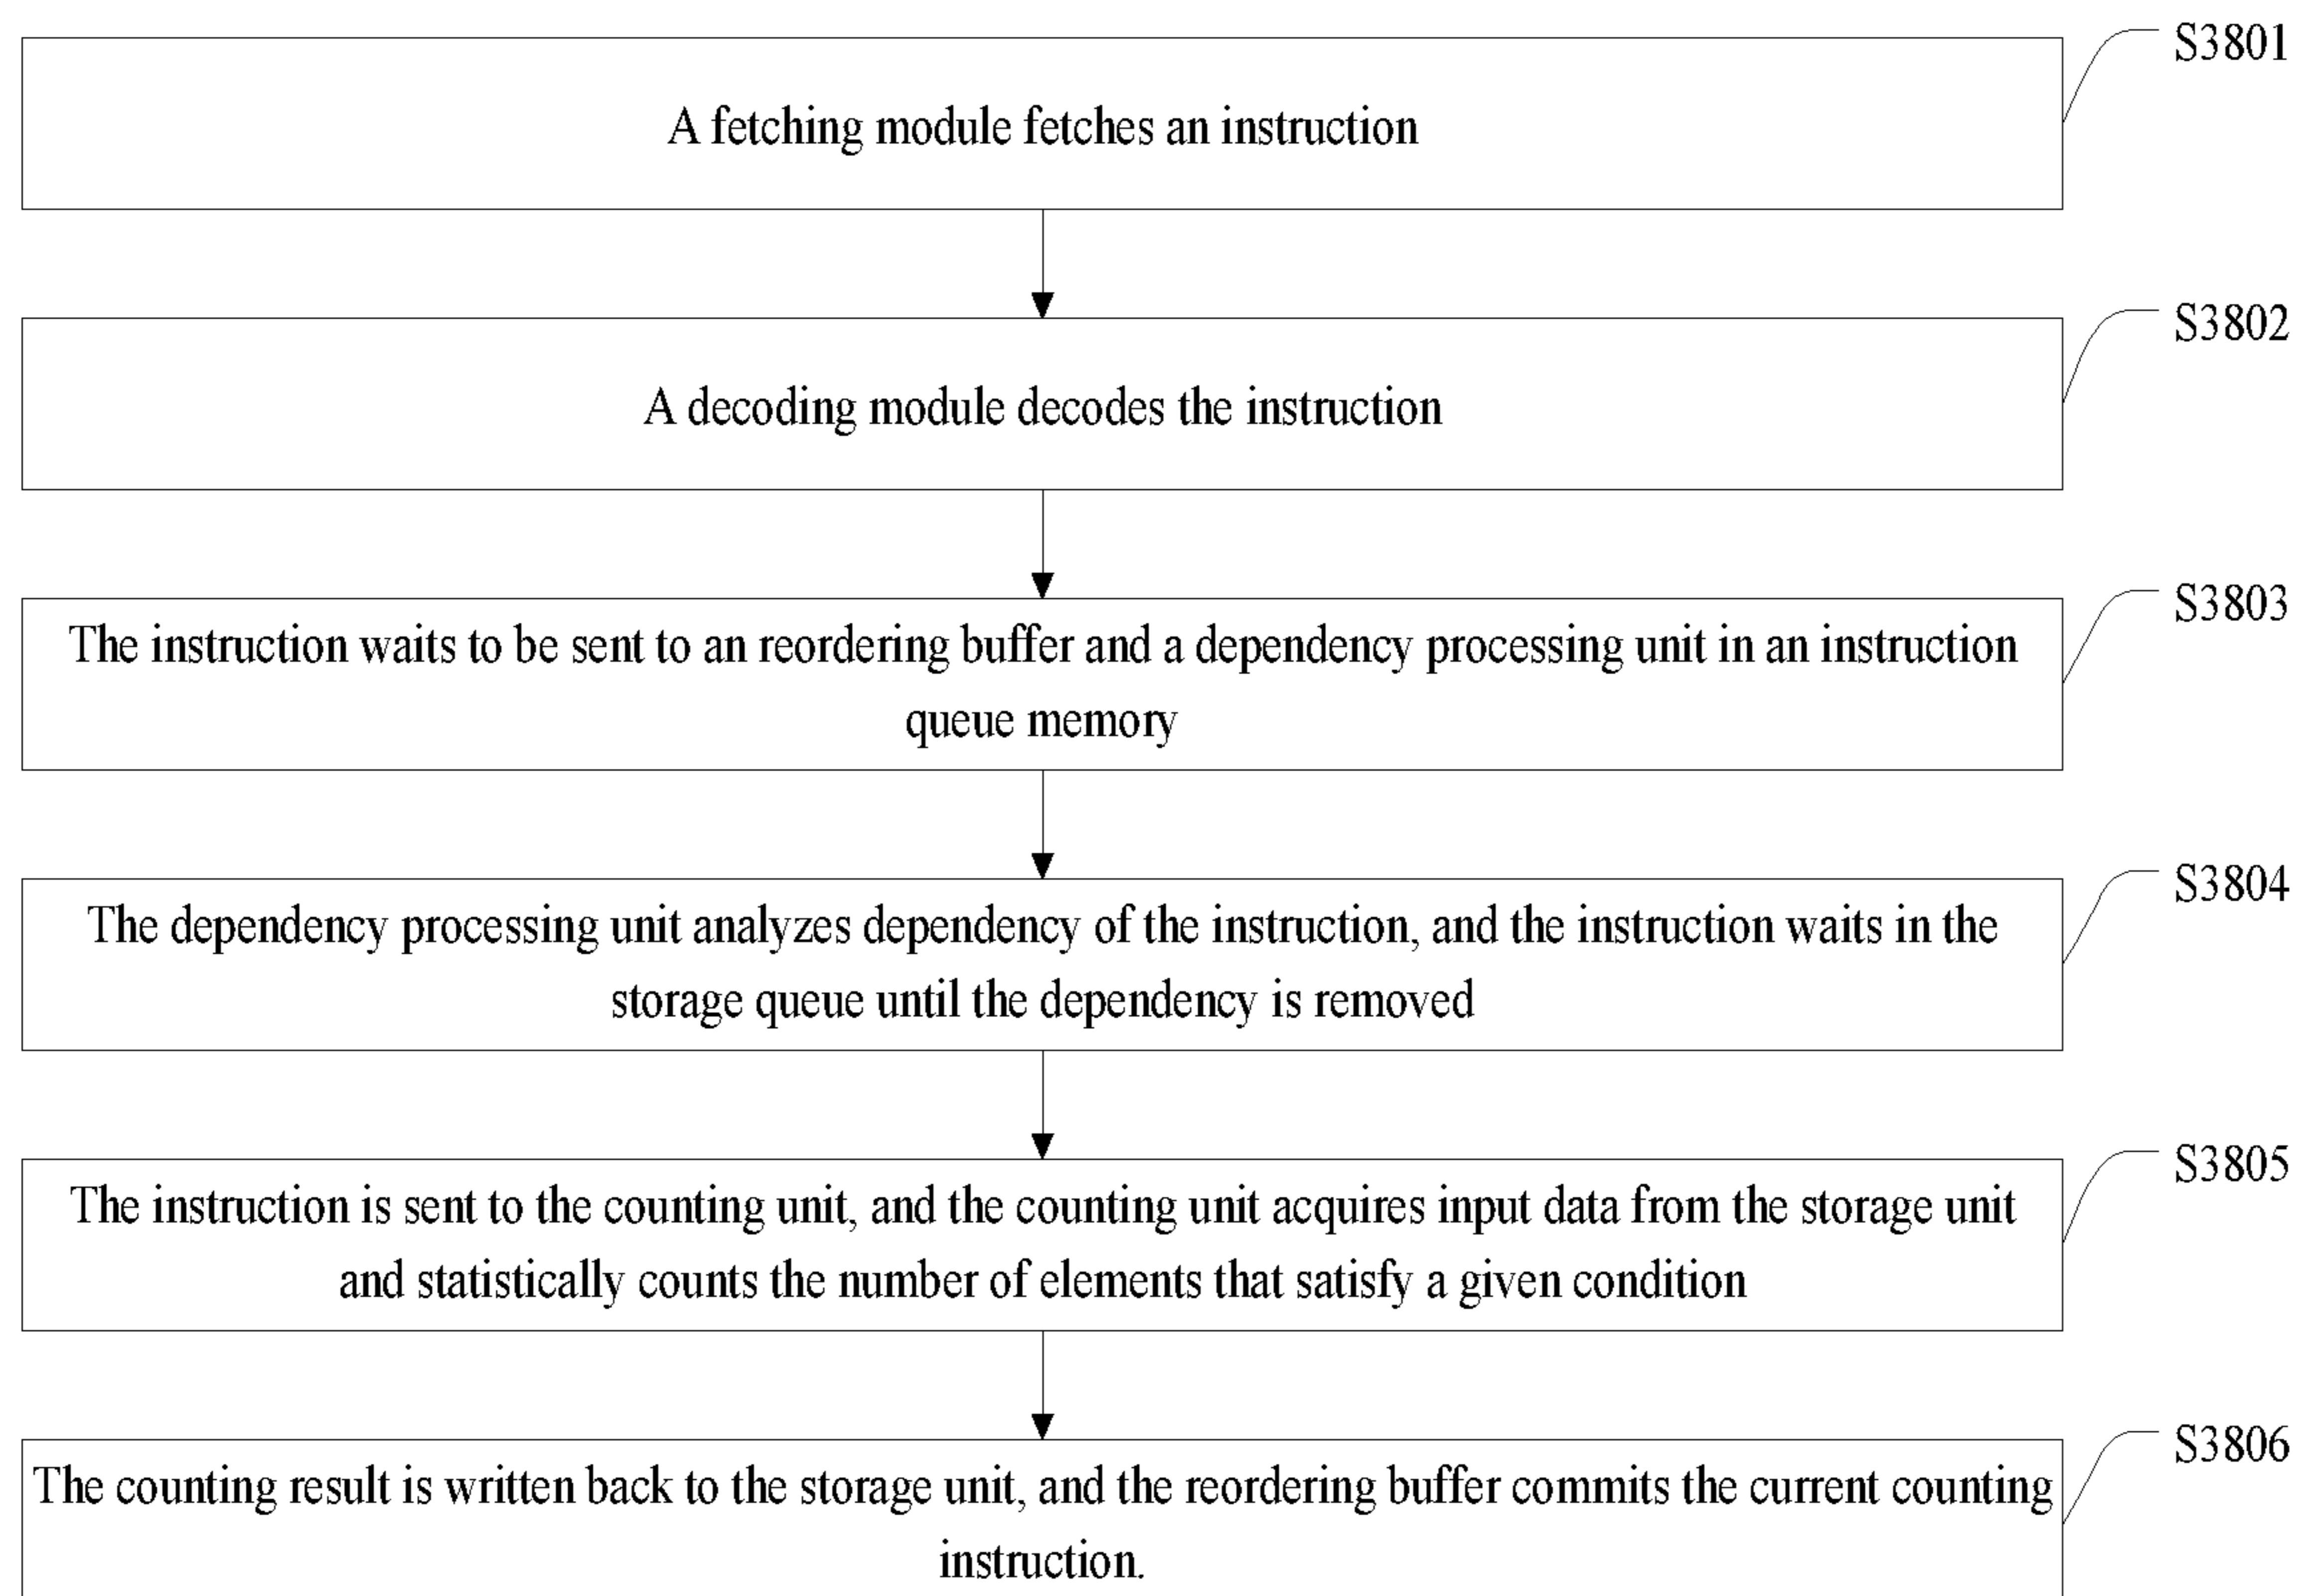 S3801
A fetching module fetches an instruction
S3802
A decoding module decodes the instruction
S3803
The instruction waits to be sent to an reordering buffer and a dependency processing unit in an instruction
queue memory
S3804
The dependency processing unit analyzes dependency of the instruction, and the instruction waits in the
storage queue until the dependency is removed
S3805
The instruction is sent to the counting unit, and the counting unit acquires input data from the storage unit
and statistically counts the number of elements that satisfy a given condition
S3806
The counting result is written back to the storage unit, and the reordering buffer commits the current counting
instruction.